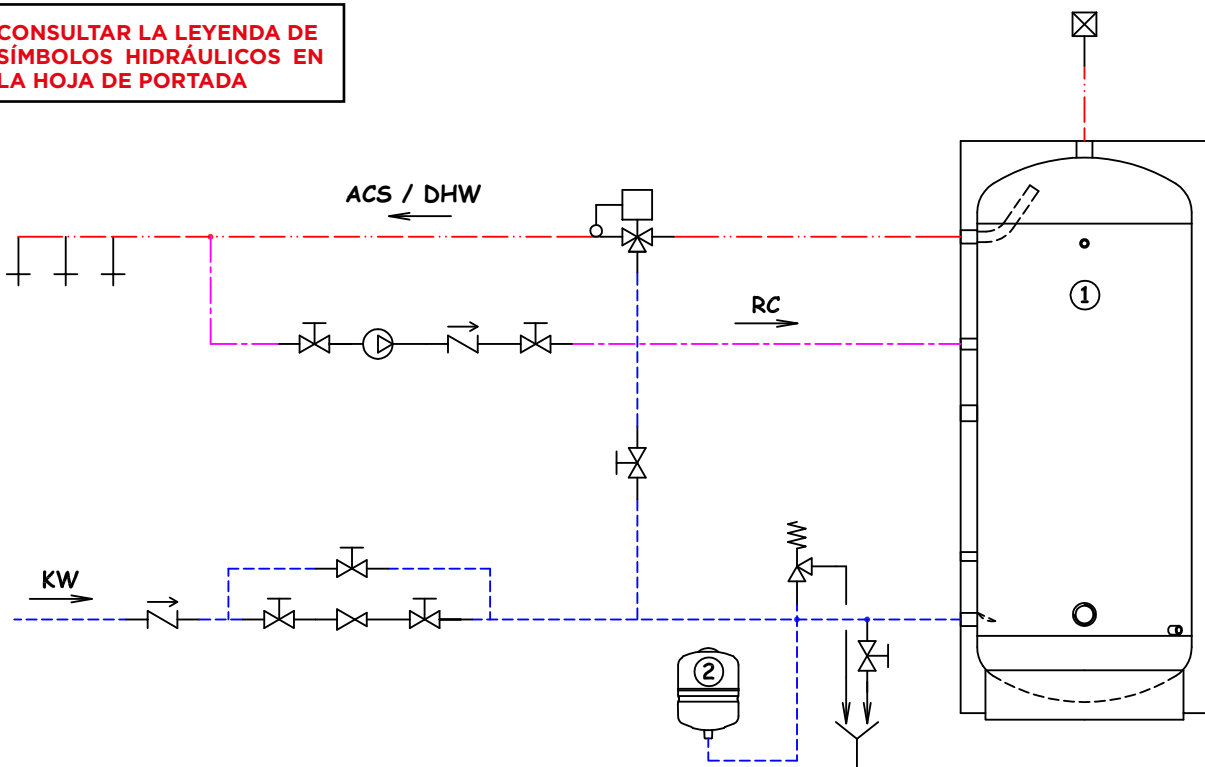 CONSULTAR LA LEYENDA DE
SÍMBOLOS HIDRÁULICOS EN
LA HOJA DE PORTADA
ACS / DHW
1
RC
KW
2